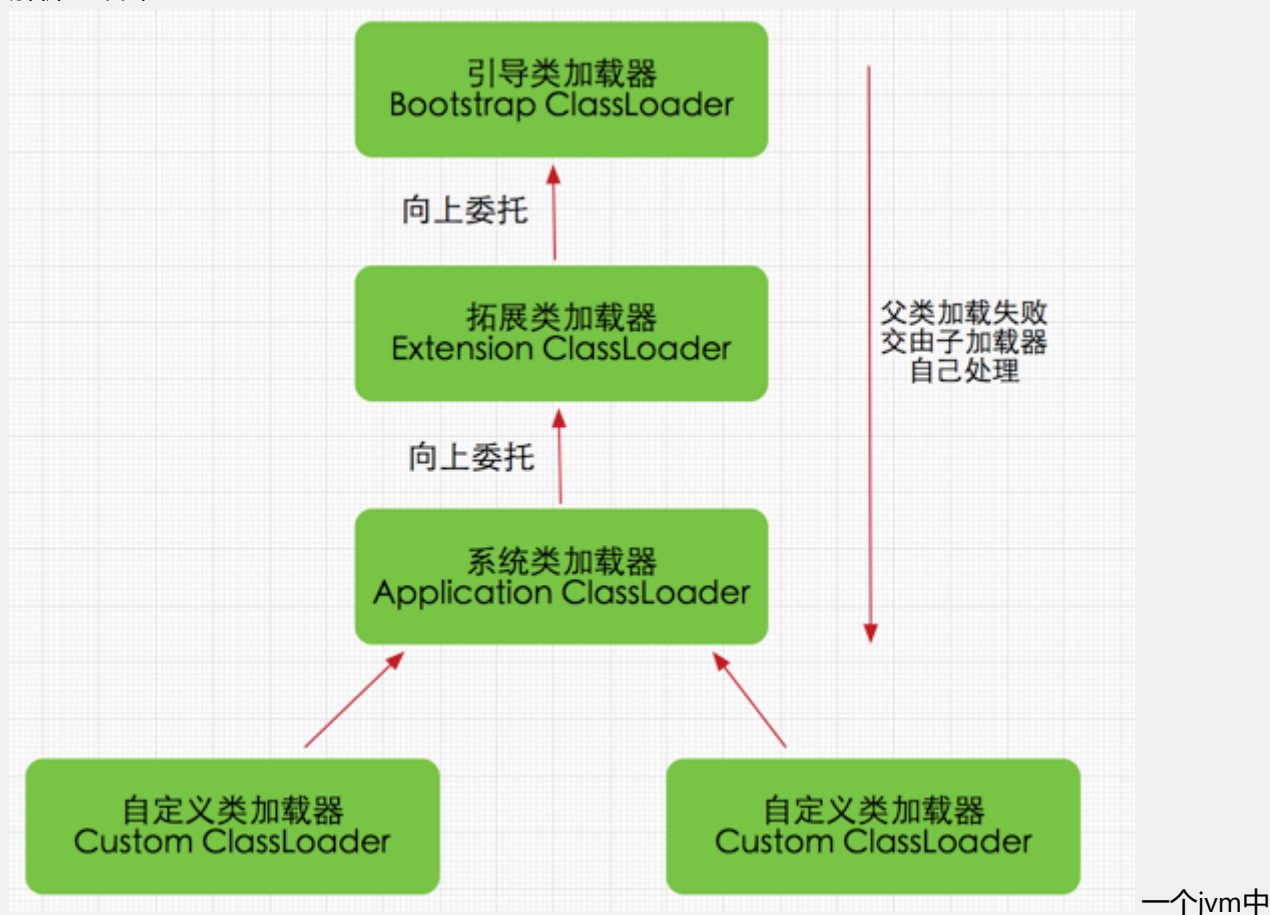 引导类加载器
Bootstrap ClassLoader
向上委托
拓展类加载器
Extension ClassLoader
父类加载失败
交由子加载器
自己处理
向上委托
系统类加载器
Application ClassLoader
自定义类加载器
Custom ClassLoader
自定义类加载器
Custom ClassLoader
一个jvm中